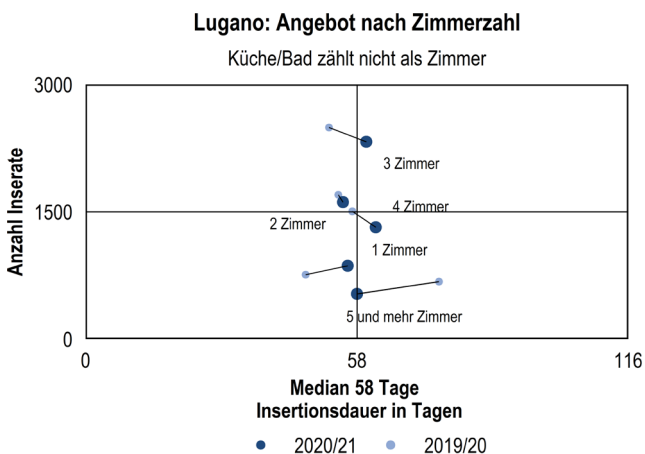 Lugano: Angebot nach Zimmerzahl
Küche/Bad zählt nicht als Zimmer
3000
3 Zimmer
4 Zimmer
1500
2 Zimmer
1 Zimmer
5 und mehr Zimmer
0
Anzahl Inserate
0
58
116
Median 58 Tage
Insertionsdauer in Tagen
2020/21
2019/20